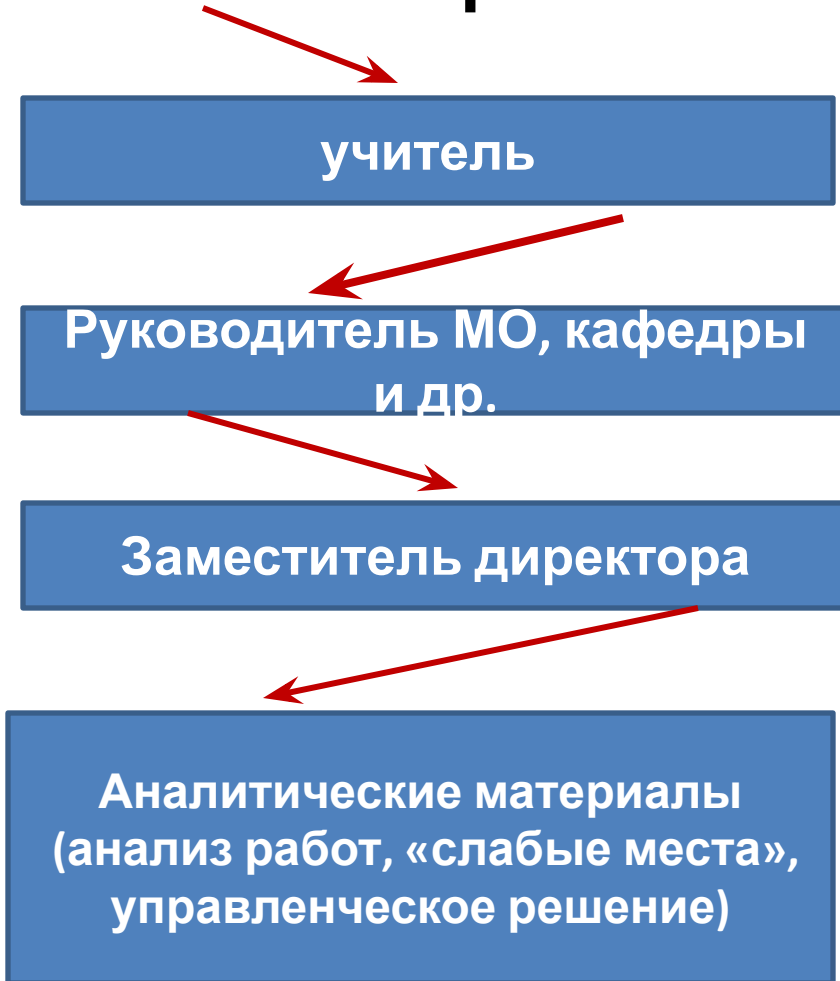 учитель
Руководитель МО, кафедры
и др.
Заместитель директора
Аналитические материалы
(анализ работ, «слабые места»,
управленческое решение)